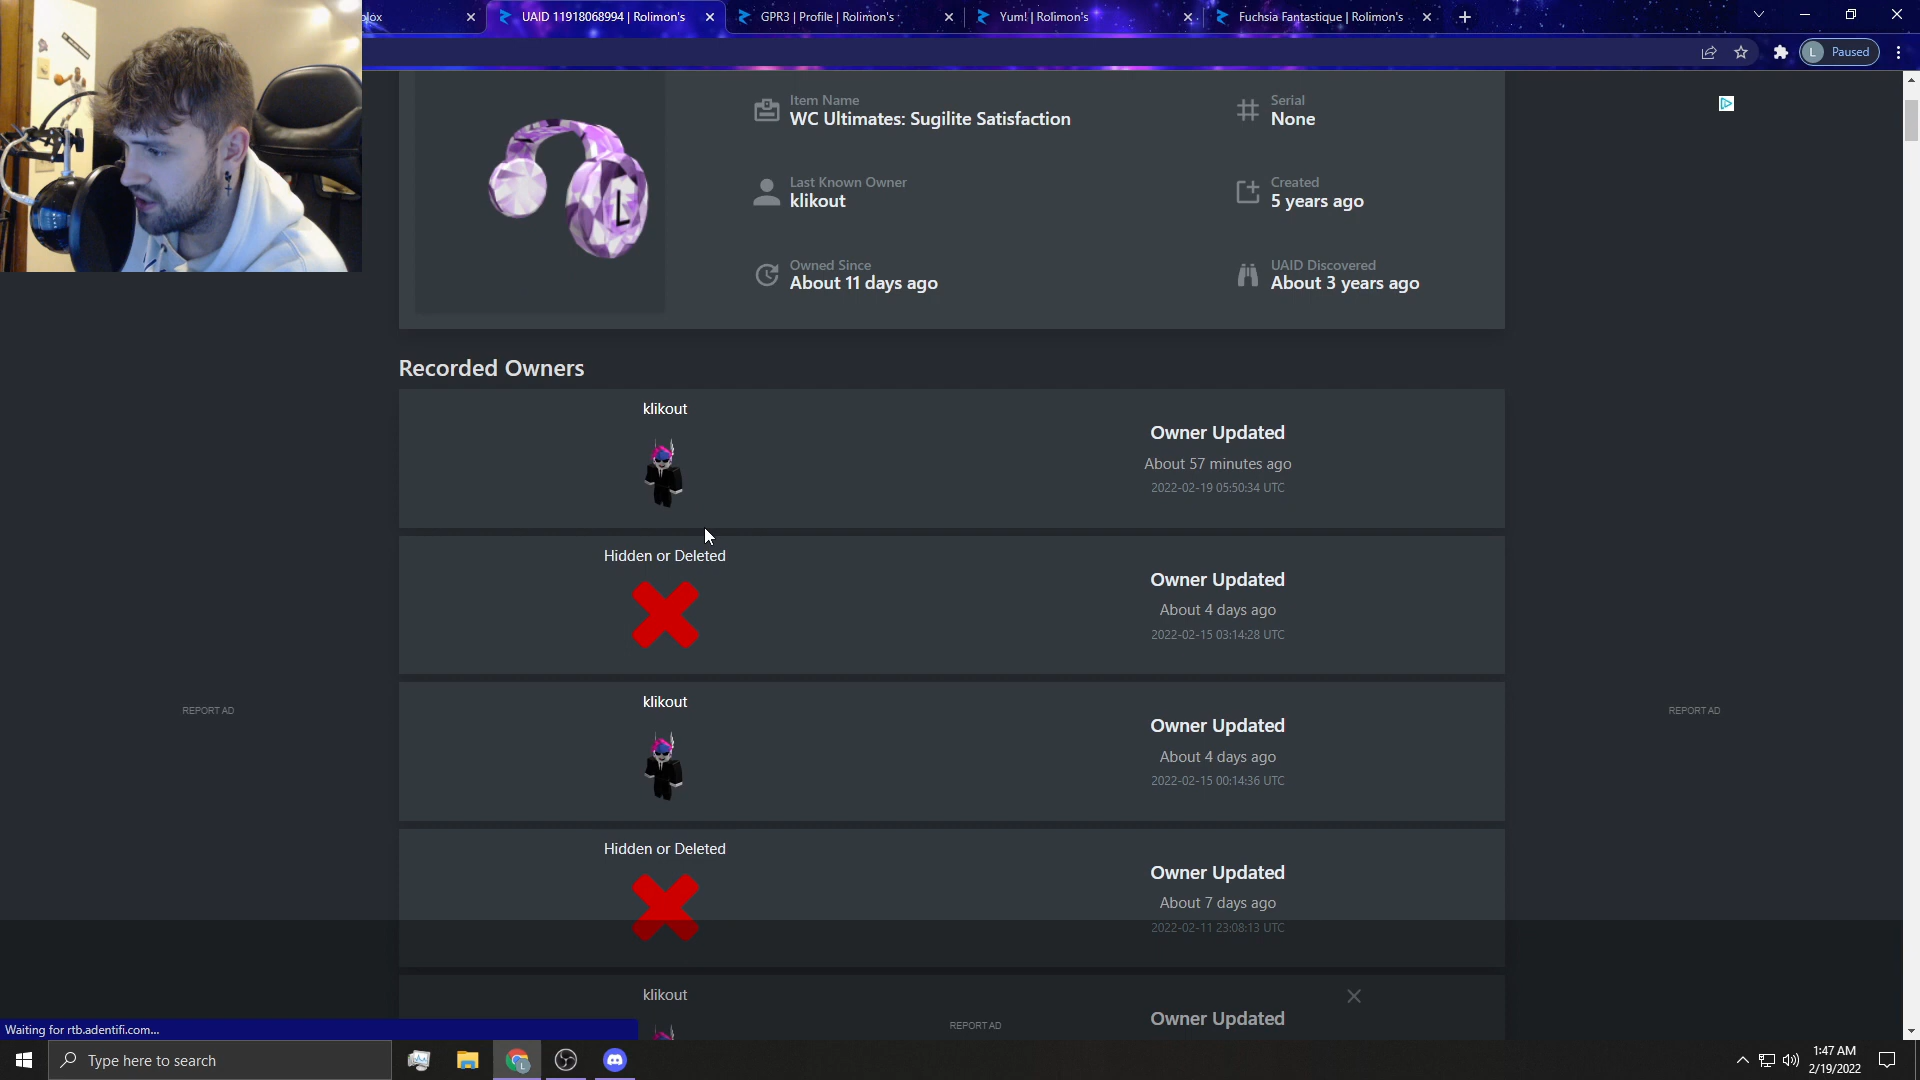 olox
UAID 11918068994 | Rolimon's
GPR3 | Profile | Rolimon's
Yum! | Rolimon's
Fuchsia Fantastique | Rolimon's
L
Paused
Item Name
WC Ultimates: Sugilite Satisfaction
Serial
None
Last Known Owner
klikout
Created
5 years ago
Owned Since
About 11 days ago
UAID Discovered
About 3 years ago
L
Recorded Owners
klikout
Owner Updated
About 57 minutes ago
2022-02-19 05:50:34 UTC
Hidden or Deleted
Owner Updated
About 4 days ago
2022-02-15 03:14:28 UTC
klikout
Owner Updated
About 4 days ago
2022-02-15 00:14:36 UTC
REPORT AD
REPORT AD
Hidden or Deleted
Owner Updated
About 7 days ago
2022-02-11 23:08:13 UTC
klikout
Owner Updated
REPORT AD
Waiting for rtb.adentifi.com...
Type here to search
L
1:47 AM
2/19/2022